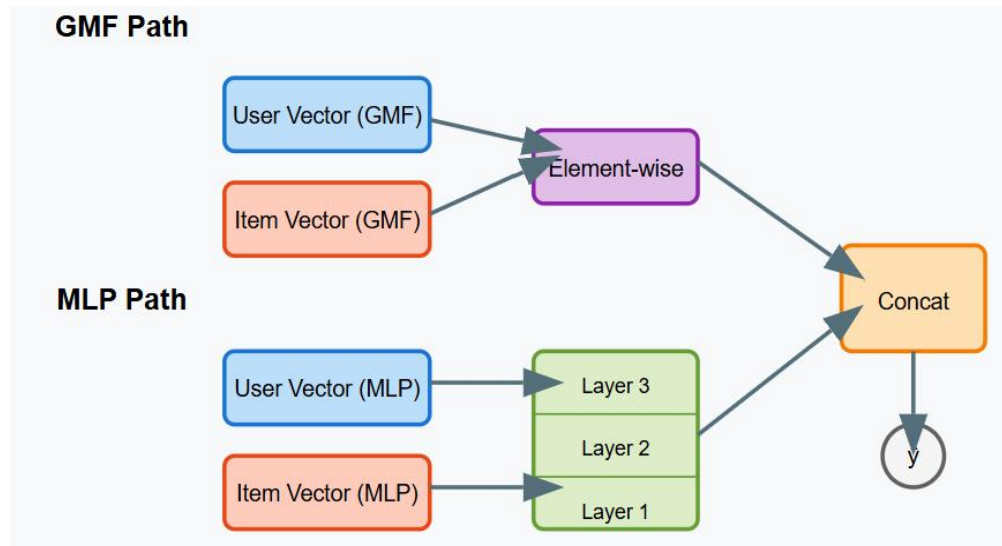 GMF Path
User Vector (GMF)
Element-wise
Item Vector (GMF)
Concat
MLP Path
User Vector (MLP)
Layer 3
Layer 2
Item Vector (MLP)
Layer 1
y